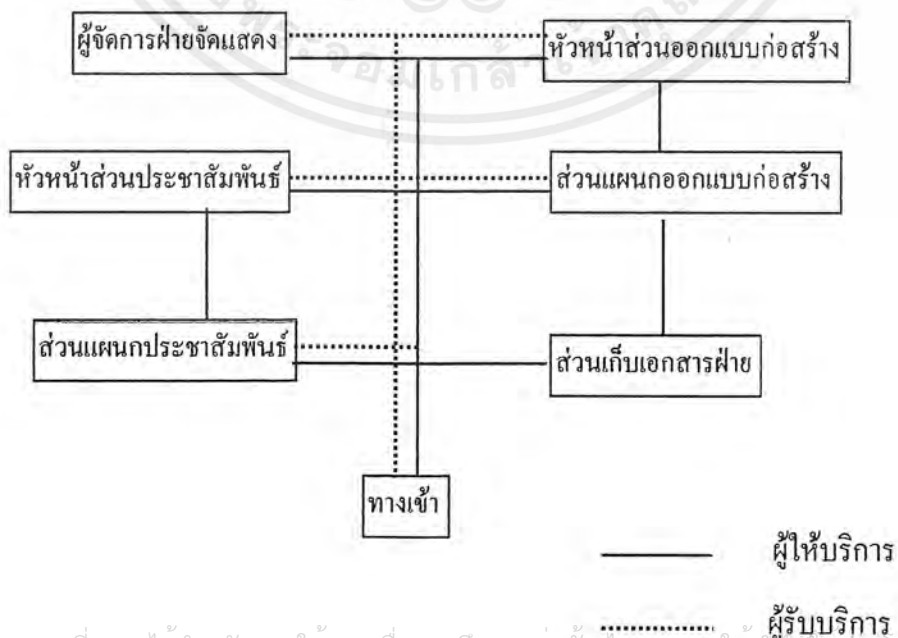 ผู้จัดการฝ่ายจัดแสดง
หัวหน้าส่วนออกแบบก่อสร้าง
หัวหน้าส่วนประชาสัมพันธ์
ส่วนแผนกออกแบบก่อสร้าง
ส่วนแผนกประชาสัมพันธ์
ส่วนเก็บเอกสารฝ่าย
ทางเข้า
ผู้ให้บริการ
ผู้รับบริการ